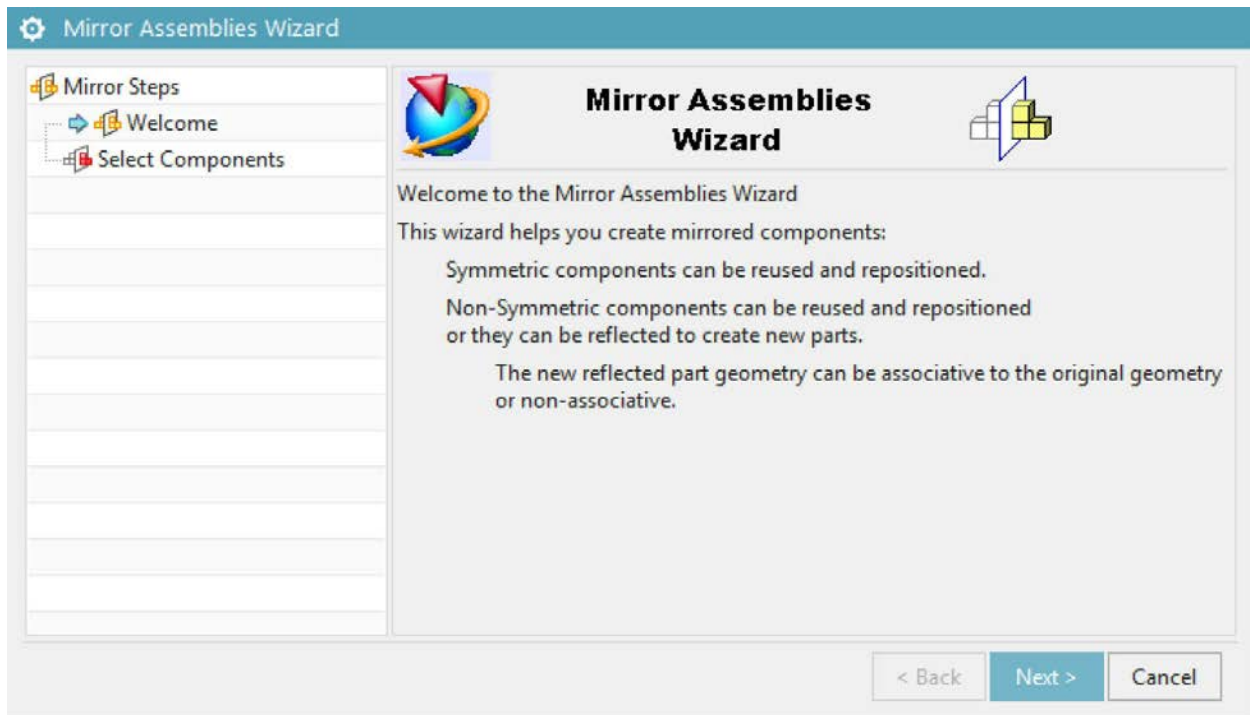 Mirror Assemblies Wizard
Mirror Steps
Welcome
Select Components
Mirror Assemblies
Wizard
Welcome to the Mirror Assemblies Wizard
This wizard helps you create mirrored components:
Symmetric components can be reused and repositioned.
Non-Symmetric components can be reused and repositioned
or they can be reflected to create new parts.
The new reflected part geometry can be associative to the original geometry
or non-associative.
< Back
Next >
Cancel